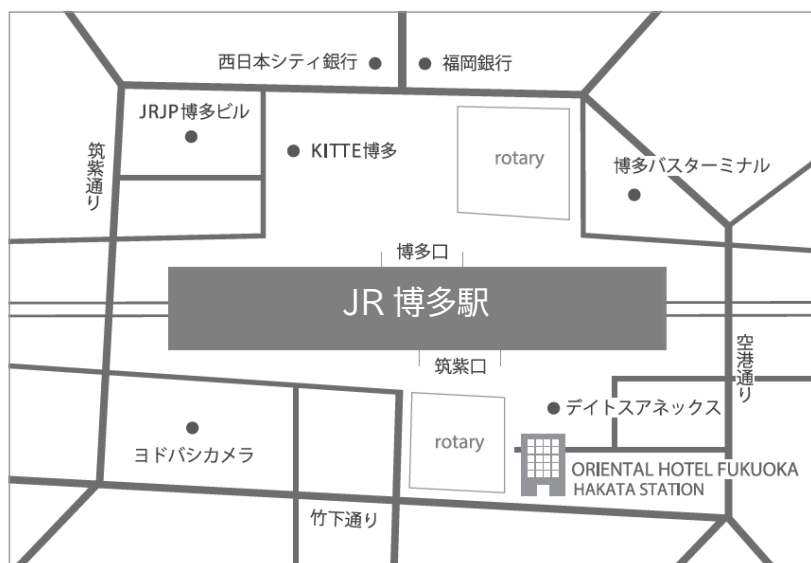 西日本シティ銀行
福岡銀行
JRJP博多ビル
KITTE博多
rotary
博多バスターミナル
筑紫通り
博多口
JR 博多駅
筑紫口
空港通り
デイトスアネックス
rotary
ヨドバシカメラ
ORIENTAL HOTEL FUKUOKA
HAKATA STATION
竹下通り